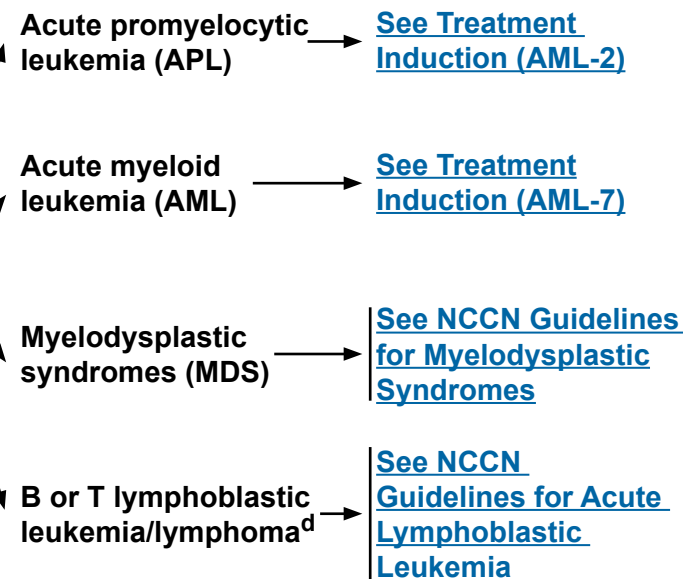 Acute promyelocytic
leukemia (APL)
See Treatment
Induction (AML-2)
Acute myeloid
leukemia (AML)
See Treatment
Induction (AML-7)
Myelodysplastic
syndromes (MDS)
See NCCN Guidelines
for Myelodysplastic
Syndromes
B or T lymphoblastic
leukemia/lymphomad
See NCCN
Guidelines for Acute
Lymphoblastic
Leukemia